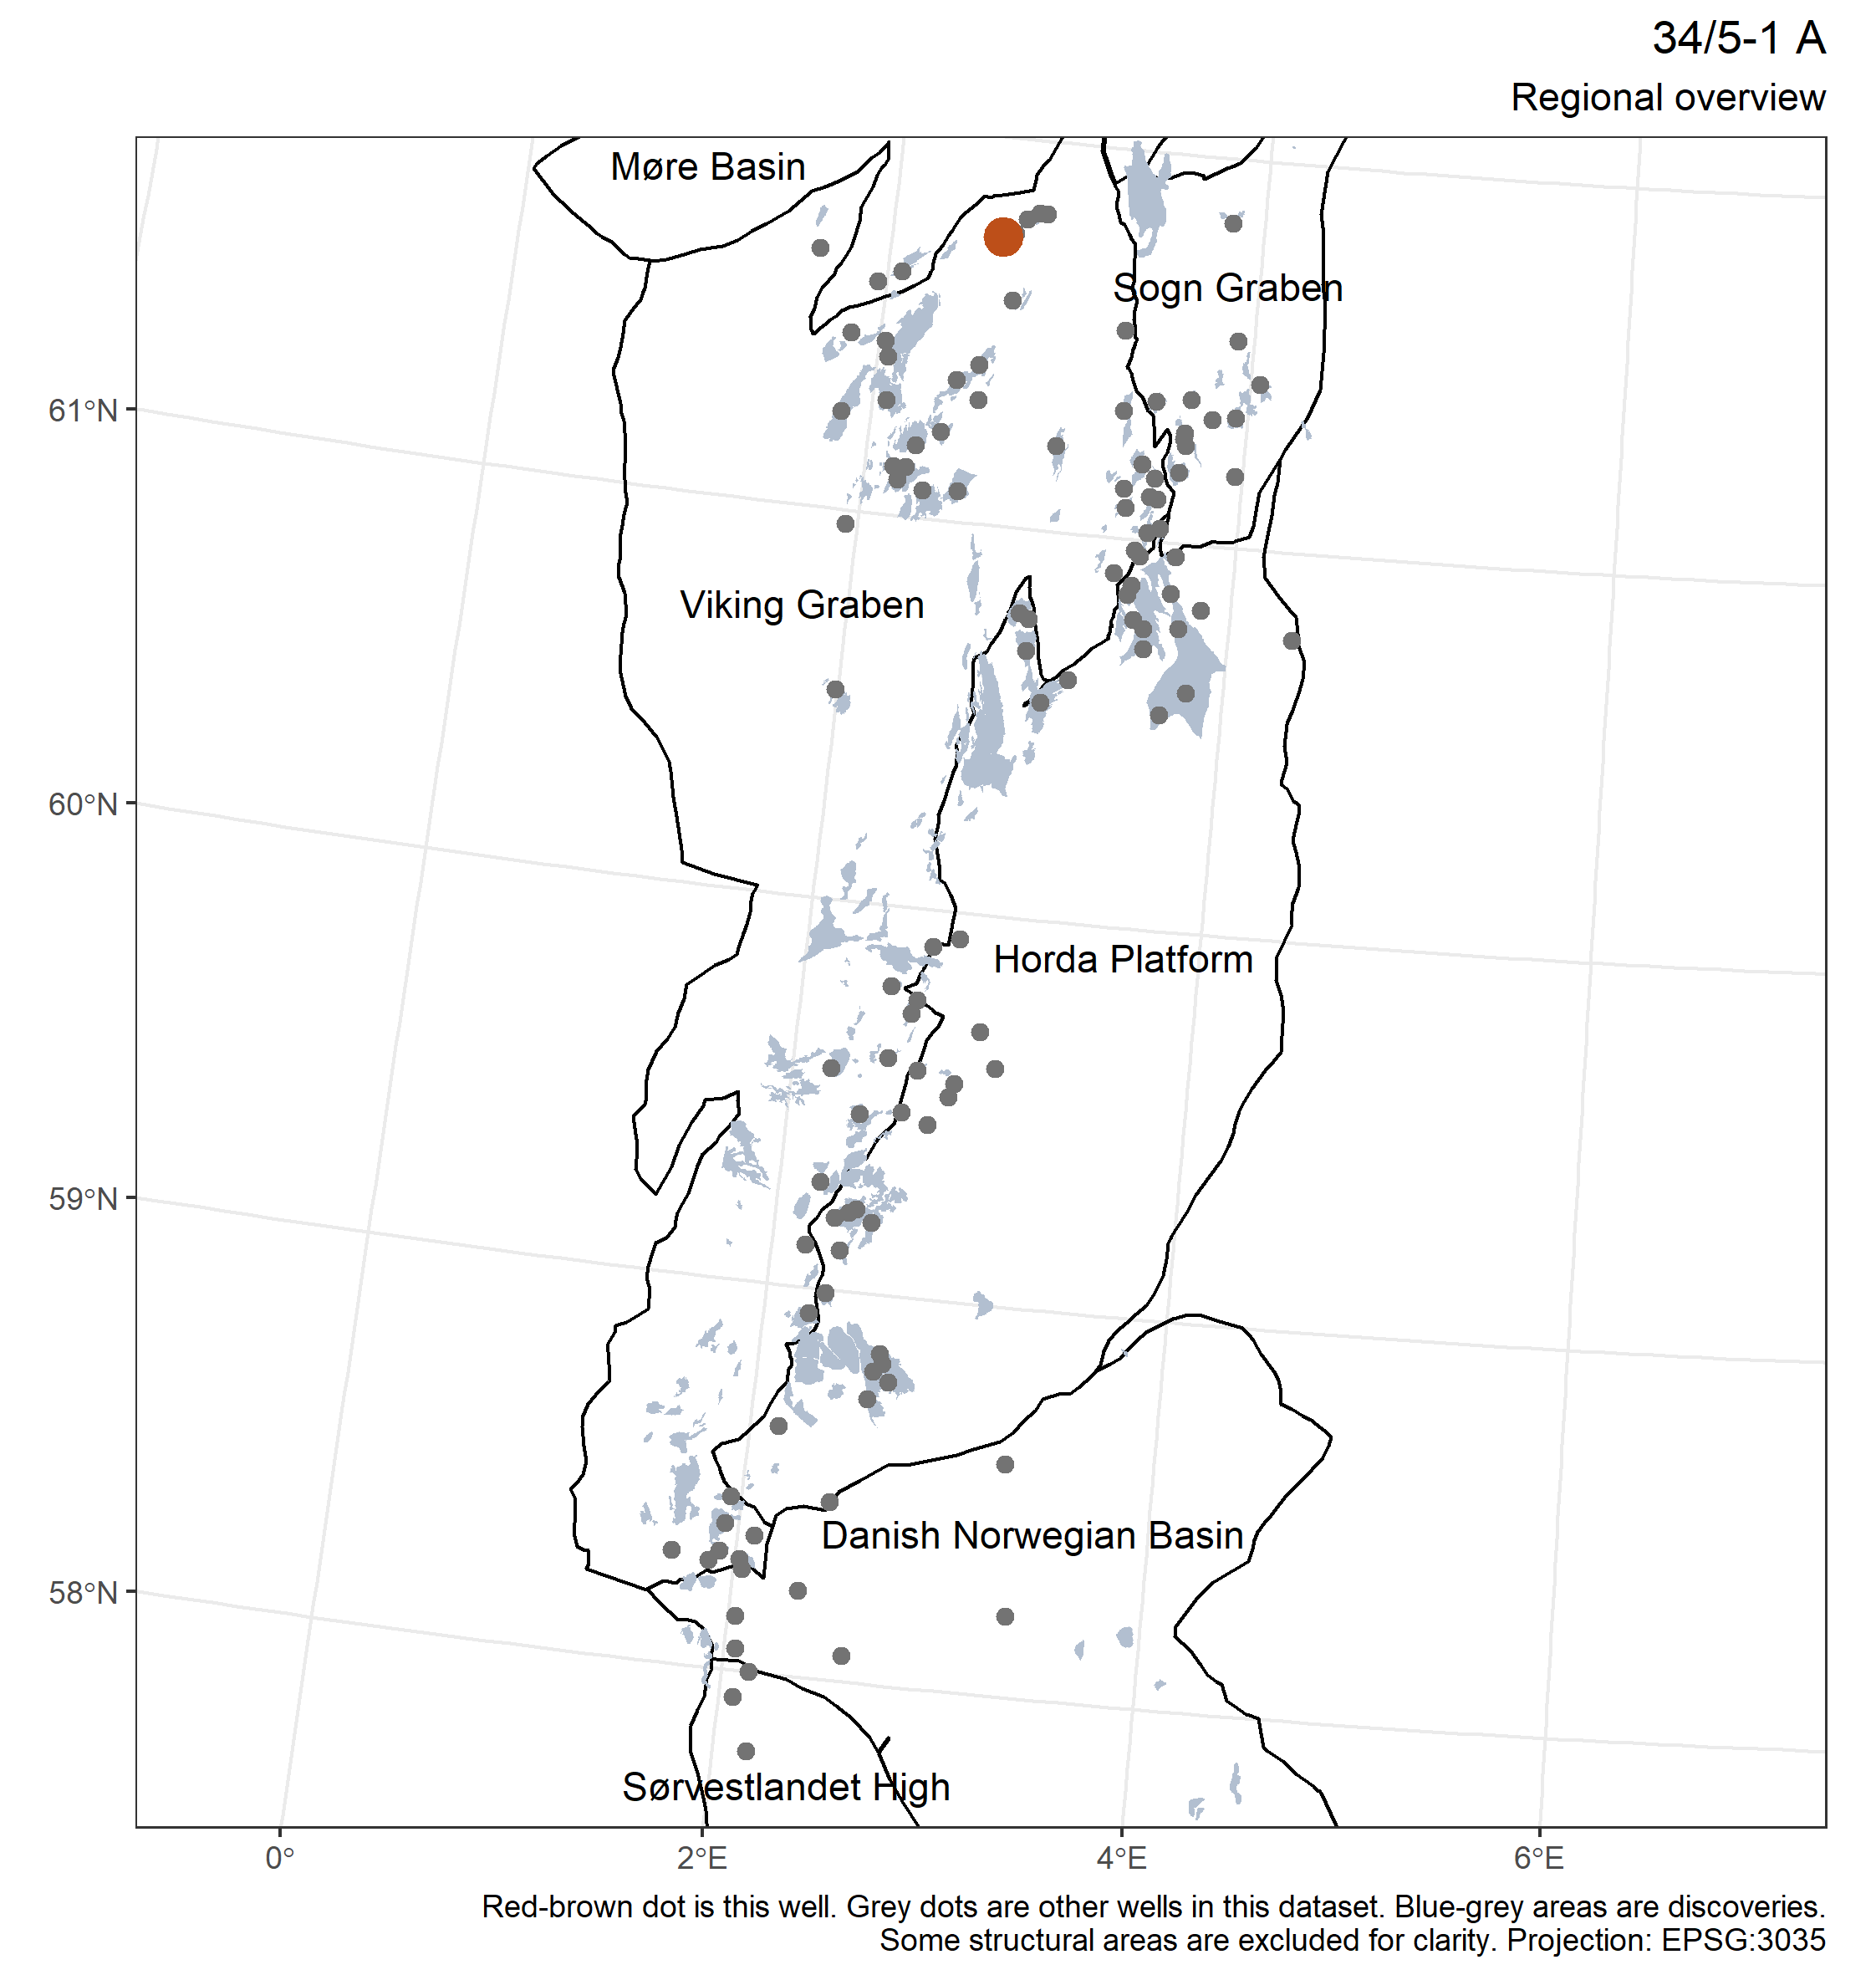 34/5-1 A
Regional overview
Møre Basin
Sogn Graben
61°N
Viking Graben
60°N
Horda Platform
59°N
Danish Norwegian Basin
58°N
Sørvestlandet High
0°
2°E
4°E
6°E
Red-brown dot is this well. Grey dots are other wells in this dataset. Blue-grey areas are discoveries.
Some structural areas are excluded for clarity. Projection: EPSG:3035